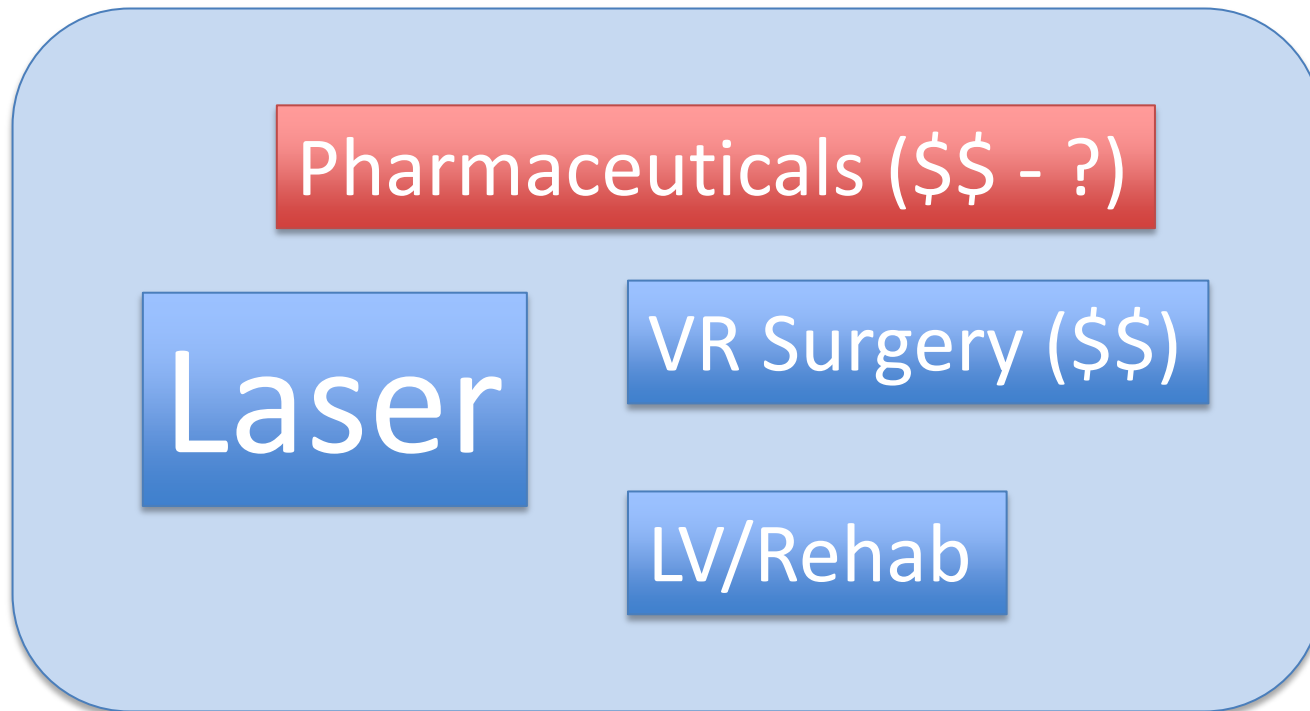 Pharmaceuticals ($$ - ?)
Laser
VR Surgery ($$)
LV/Rehab